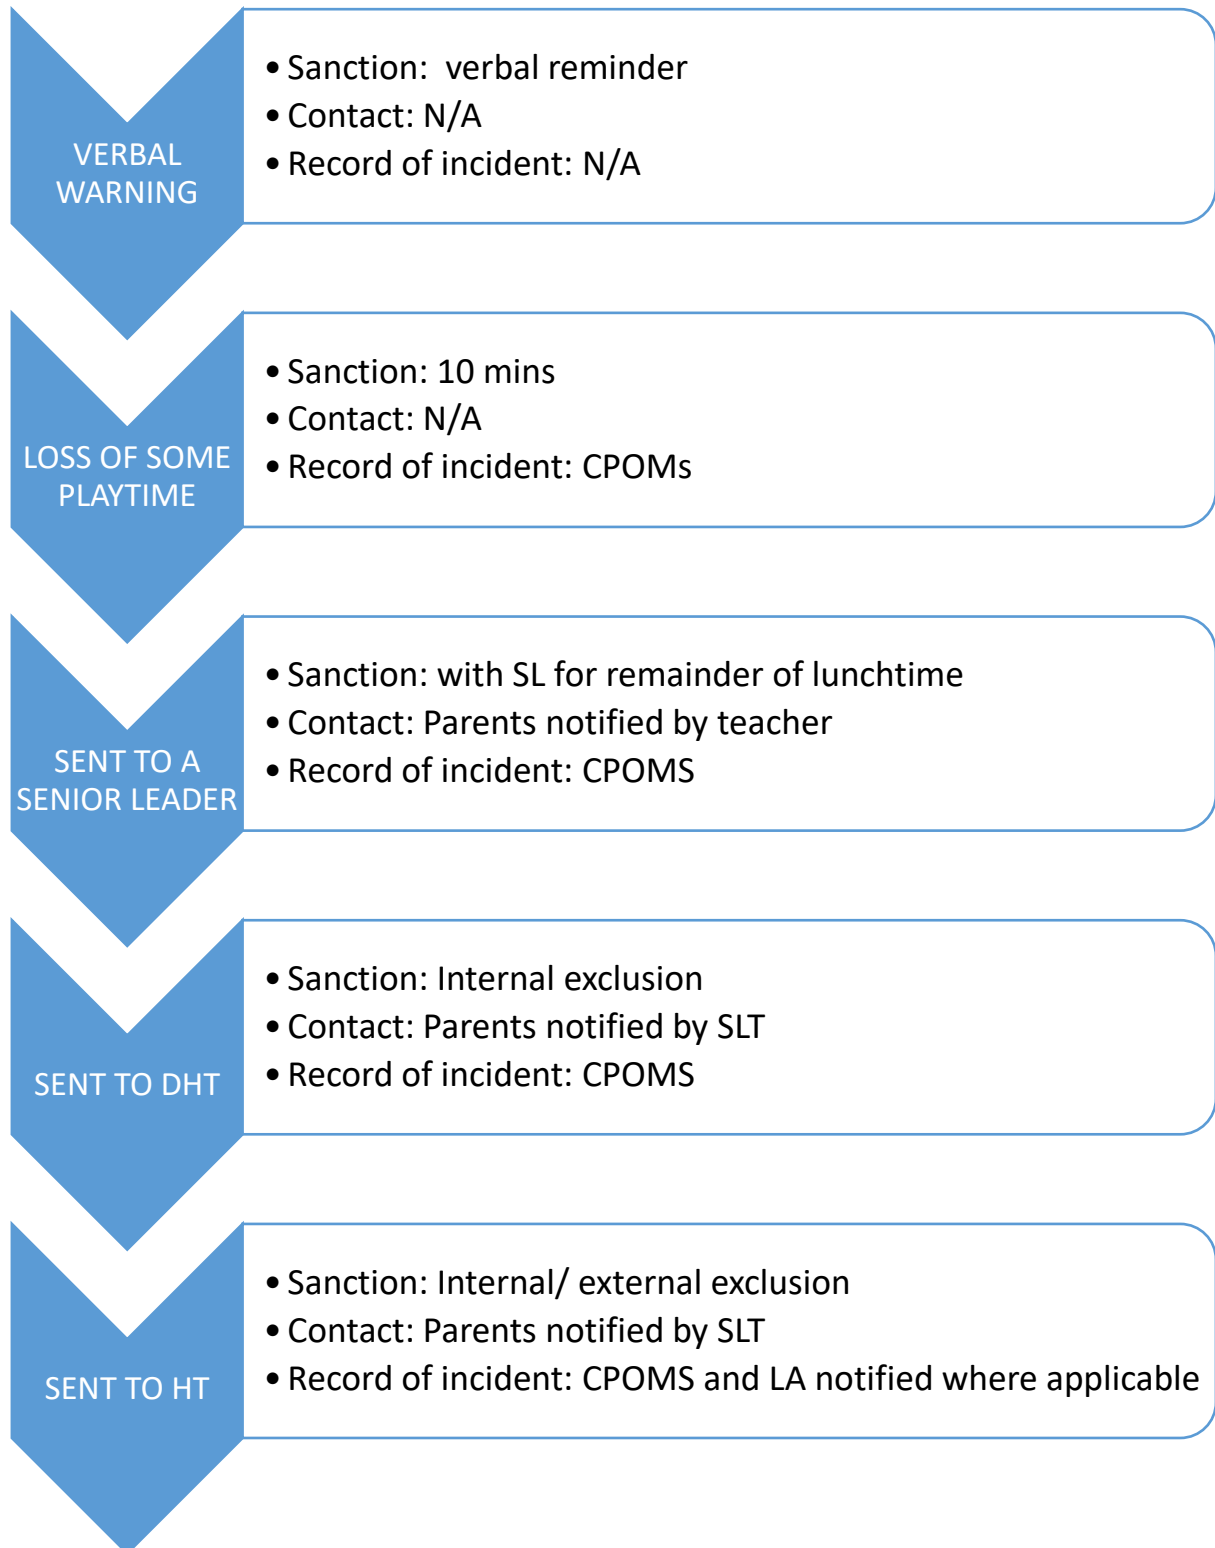 VERBAL
WARNING
• Sanction:  verbal reminder
• Contact: N/A
• Record of incident: N/A
LOSS OF SOME
PLAYTIME
• Sanction: 10 mins
• Contact: N/A
• Record of incident: CPOMs
SENT TO A
SENIOR LEADER
• Sanction: with SL for remainder of lunchtime
• Contact: Parents notified by teacher
• Record of incident: CPOMS
SENT TO DHT
• Sanction: Internal exclusion
• Contact: Parents notified by SLT
• Record of incident: CPOMS
SENT TO HT
• Sanction: Internal/ external exclusion
• Contact: Parents notified by SLT
• Record of incident: CPOMS and LA notified where applicable